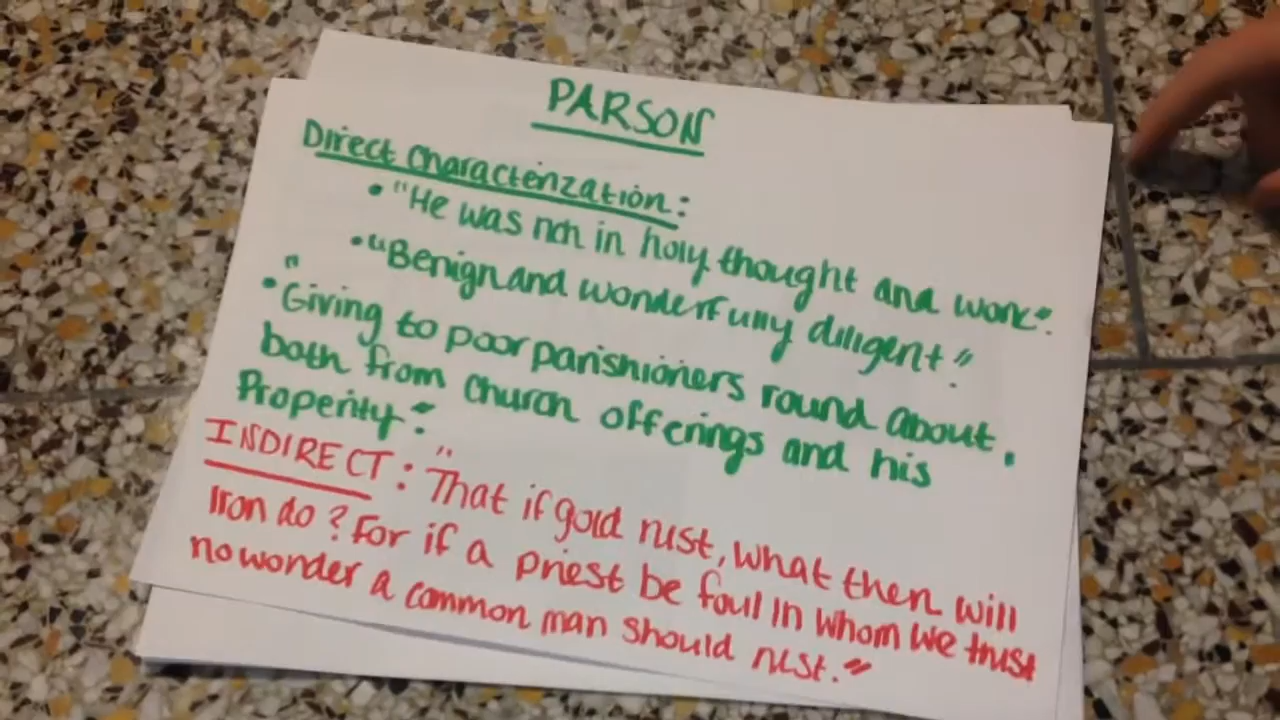 PARSON
Direct Characterization:
• "He was rich in holy thought and work".
• "Benign and wonderfully diligent."
• "Giving to poor parishioners round about.
both from church offerings and his
Property."
INDIRECT: "That if gold rust, what then will
Iron do? For if a priest be foul in whom we trust
no wonder a common man should rust."